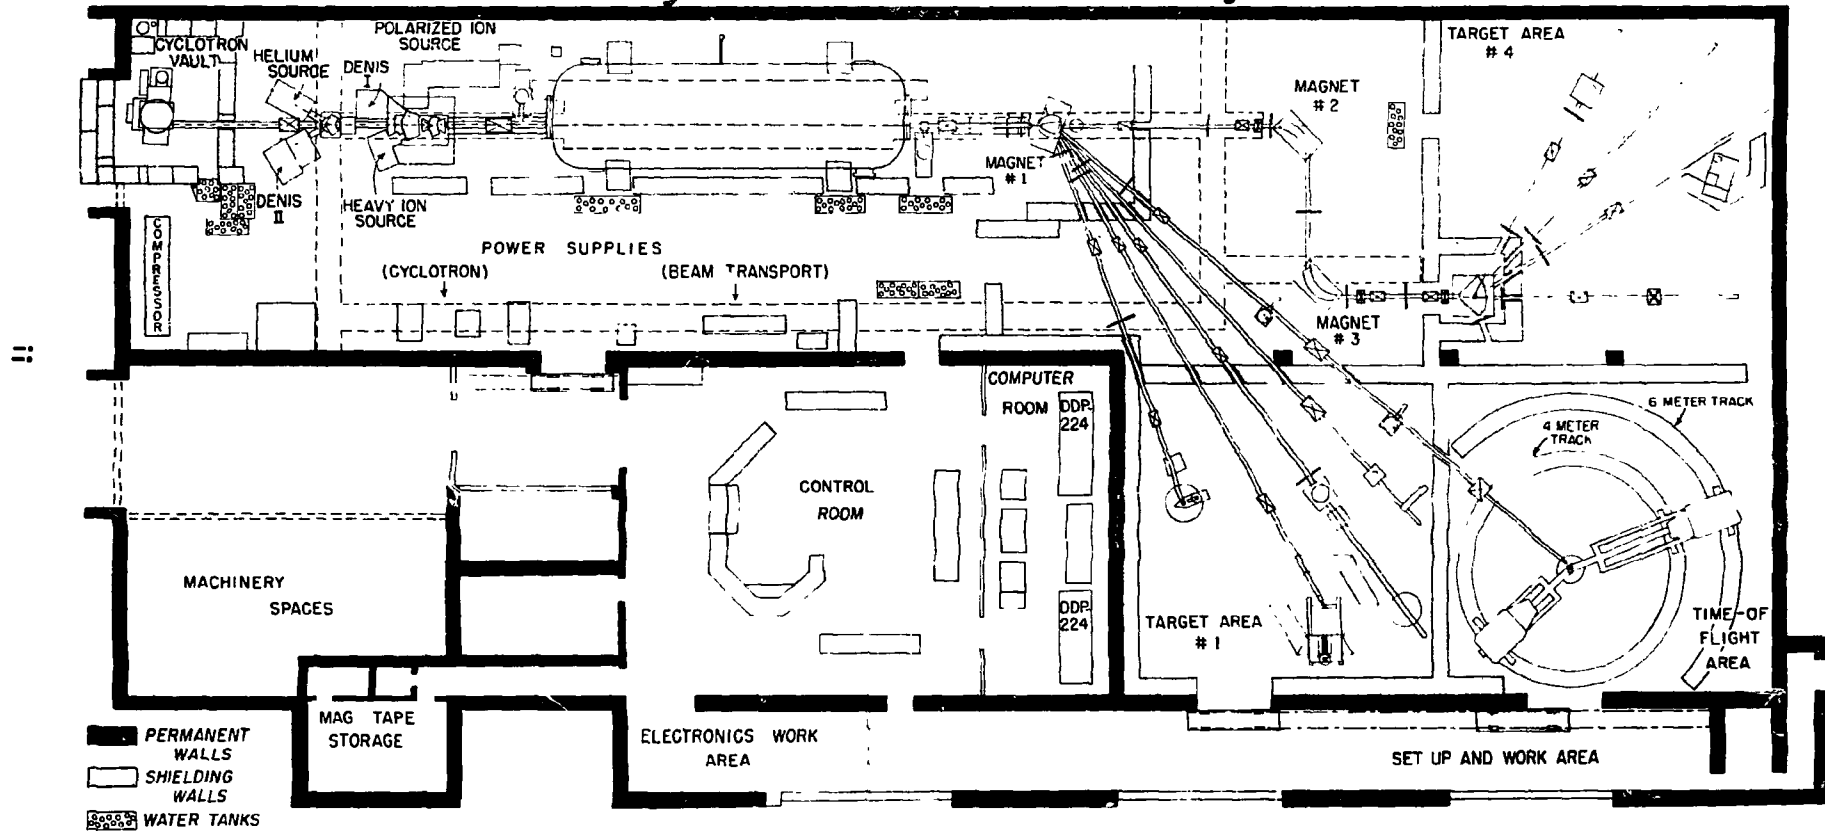 CYCLOTRON
VAULT
HELIUM
SOURCE
DENIS
I
POLARIZED ION
SOURCE
TARGET AREA
# 4
MAGNET
# 2
MAGNET
# 1
DENIS
II
HEAVY ION
SOURCE
COMPRESSOR
POWER SUPPLIES
(CYCLOTRON)
(BEAM TRANSPORT)
MAGNET
# 3
COMPUTER
ROOM
DDP-
224
6 METER TRACK
4 METER
TRACK
CONTROL
ROOM
MACHINERY
SPACES
DDP-
224
TARGET AREA
# 1
TIME-OF
FLIGHT
AREA
MAG TAPE
STORAGE
ELECTRONICS WORK
AREA
SET UP AND WORK AREA
PERMANENT
WALLS
SHIELDING
WALLS
WATER TANKS